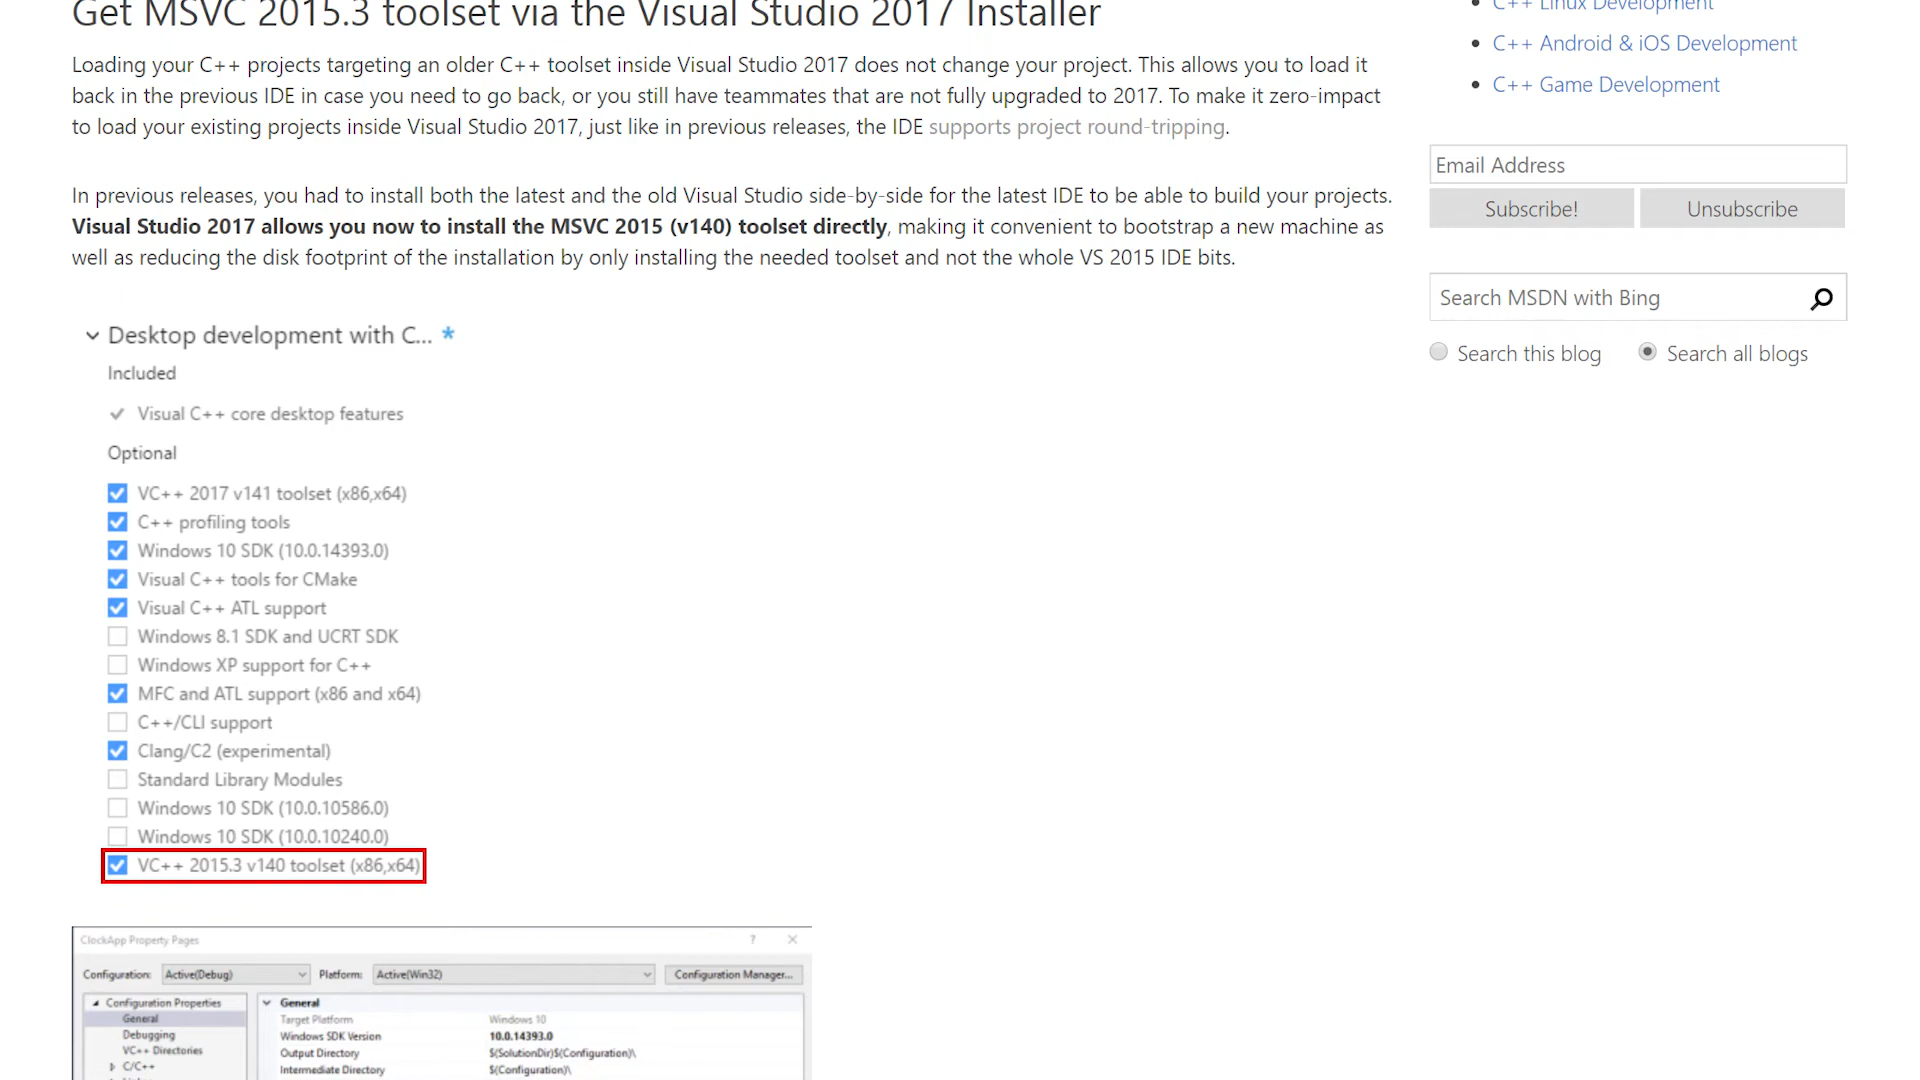 Get MSVC 2015.3 toolset via the Visual Studio 2017 Installer
Loading your C++ projects targeting an older C++ toolset inside Visual Studio 2017 does not change your project. This allows you to load it
back in the previous IDE in case you need to go back, or you still have teammates that are not fully upgraded to 2017. To make it zero-impact
to load your existing projects inside Visual Studio 2017, just like in previous releases, the IDE supports project round-tripping.
In previous releases, you had to install both the latest and the old Visual Studio side-by-side for the latest IDE to be able to build your projects.
Visual Studio 2017 allows you now to install the MSVC 2015 (v140) toolset directly, making it convenient to bootstrap a new machine as
well as reducing the disk footprint of the installation by only installing the needed toolset and not the whole VS 2015 IDE bits.
Desktop development with C... *
Included
Visual C++ core desktop features
Optional
VC++ 2017 v141 toolset (x86,x64)
C++ profiling tools
Windows 10 SDK (10.0.14393.0)
Visual C++ tools for CMake
Visual C++ ATL support
Windows 8.1 SDK and UCRT SDK
Windows XP support for C++
MFC and ATL support (x86 and x64)
C++/CLI support
Clang/C2 (experimental)
Standard Library Modules
Windows 10 SDK (10.0.10586.0)
Windows 10 SDK (10.0.10240.0)
VC++ 2015.3 v140 toolset (x86,x64)
ClockApp Property Pages ?
Configuration: Active(Debug) Platform: Active(Win32) Configuration Manager...
Configuration Properties
General
Debugging
VC++ Directories
C/C++
General
Target Platform Windows 10
Windows SDK Version 10.0.14393.0
Output Directory $(SolutionDir)$(Configuration)\
Intermediate Directory $(Configuration)\
C++ Linux Development
C++ Android & iOS Development
C++ Game Development
Email Address
Subscribe! Unsubscribe
Search MSDN with Bing
Search this blog Search all blogs